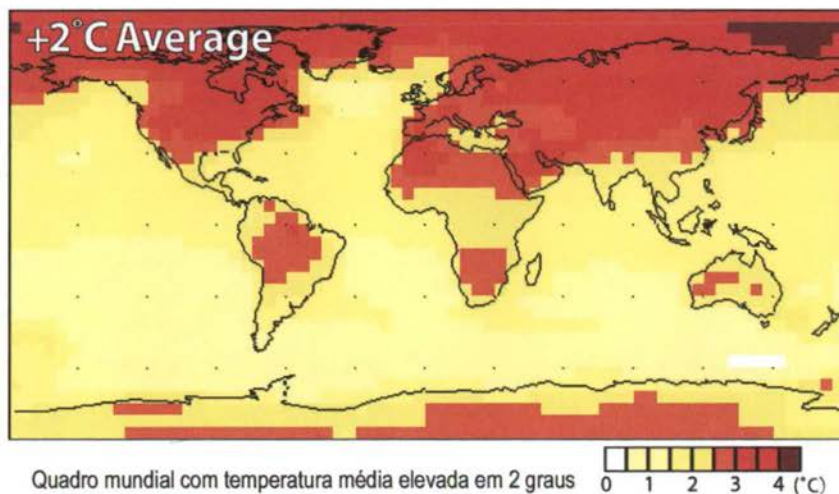 +2°C Average
Quadro mundial com temperatura média elevada em 2 graus
0 1 2 3 4 (°C)